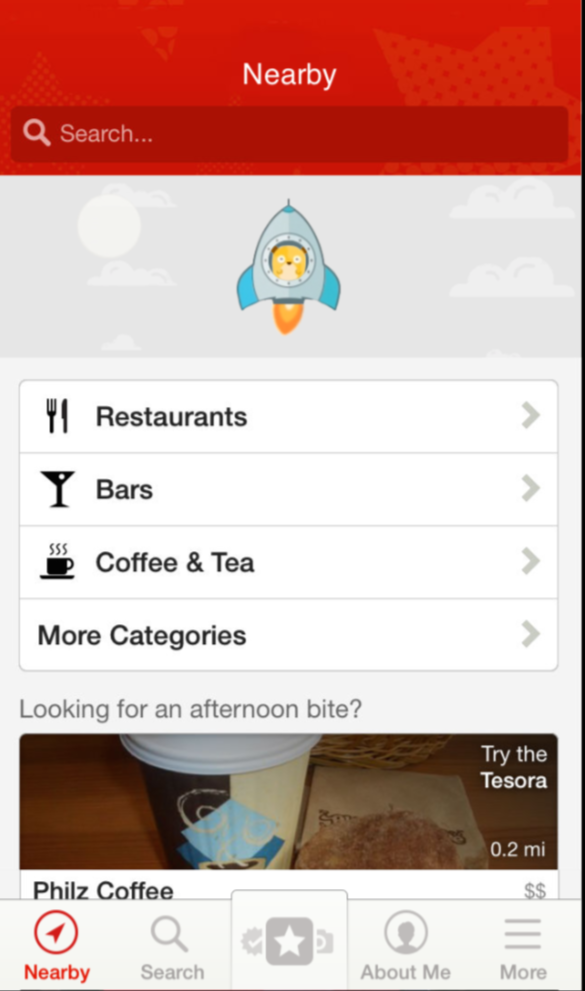 Nearby
Search...
Restaurants
Bars
Coffee & Tea
More Categories
Looking for an afternoon bite?
Try the
Tesora
0.2 mi
Philz Coffee
$$
Nearby
Search
About Me
More